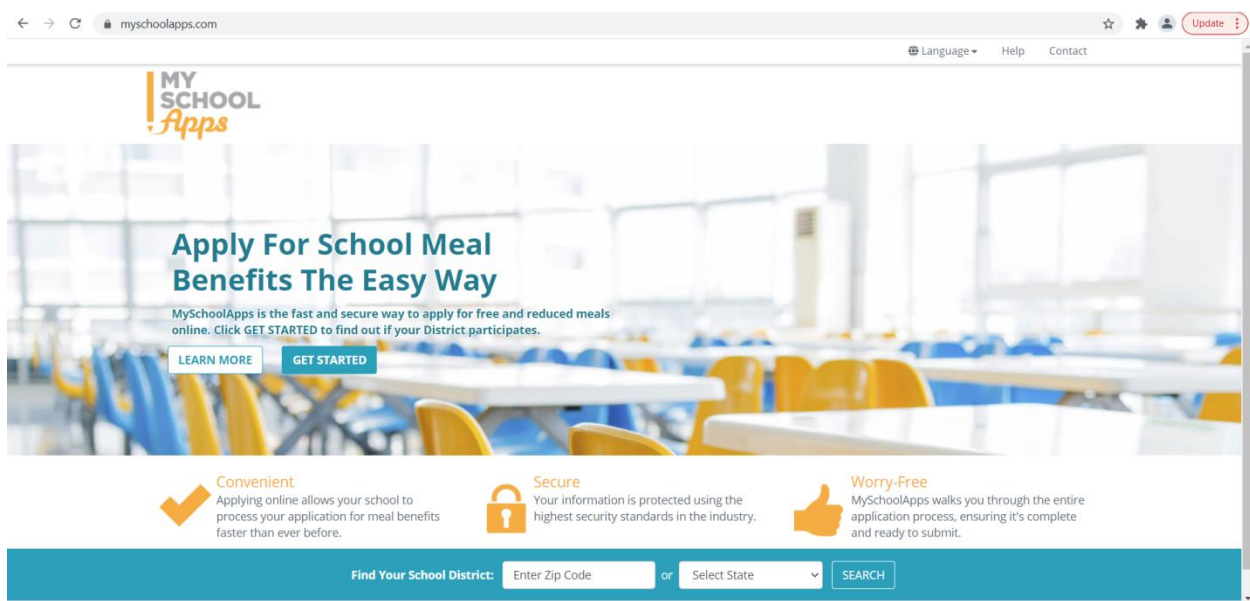 myschoolapps.com
Update
Language
Help
Contact
MY
SCHOOL
Apps
Apply For School Meal
Benefits The Easy Way
MySchoolApps is the fast and secure way to apply for free and reduced meals
online. Click GET STARTED to find out if your District participates.
LEARN MORE
GET STARTED
Convenient
Applying online allows your school to
process your application for meal benefits
faster than ever before.
Secure
Your information is protected using the
highest security standards in the industry.
Worry-Free
MySchoolApps walks you through the entire
application process, ensuring it's complete
and ready to submit.
Find Your School District:
Enter Zip Code
or
Select State
SEARCH